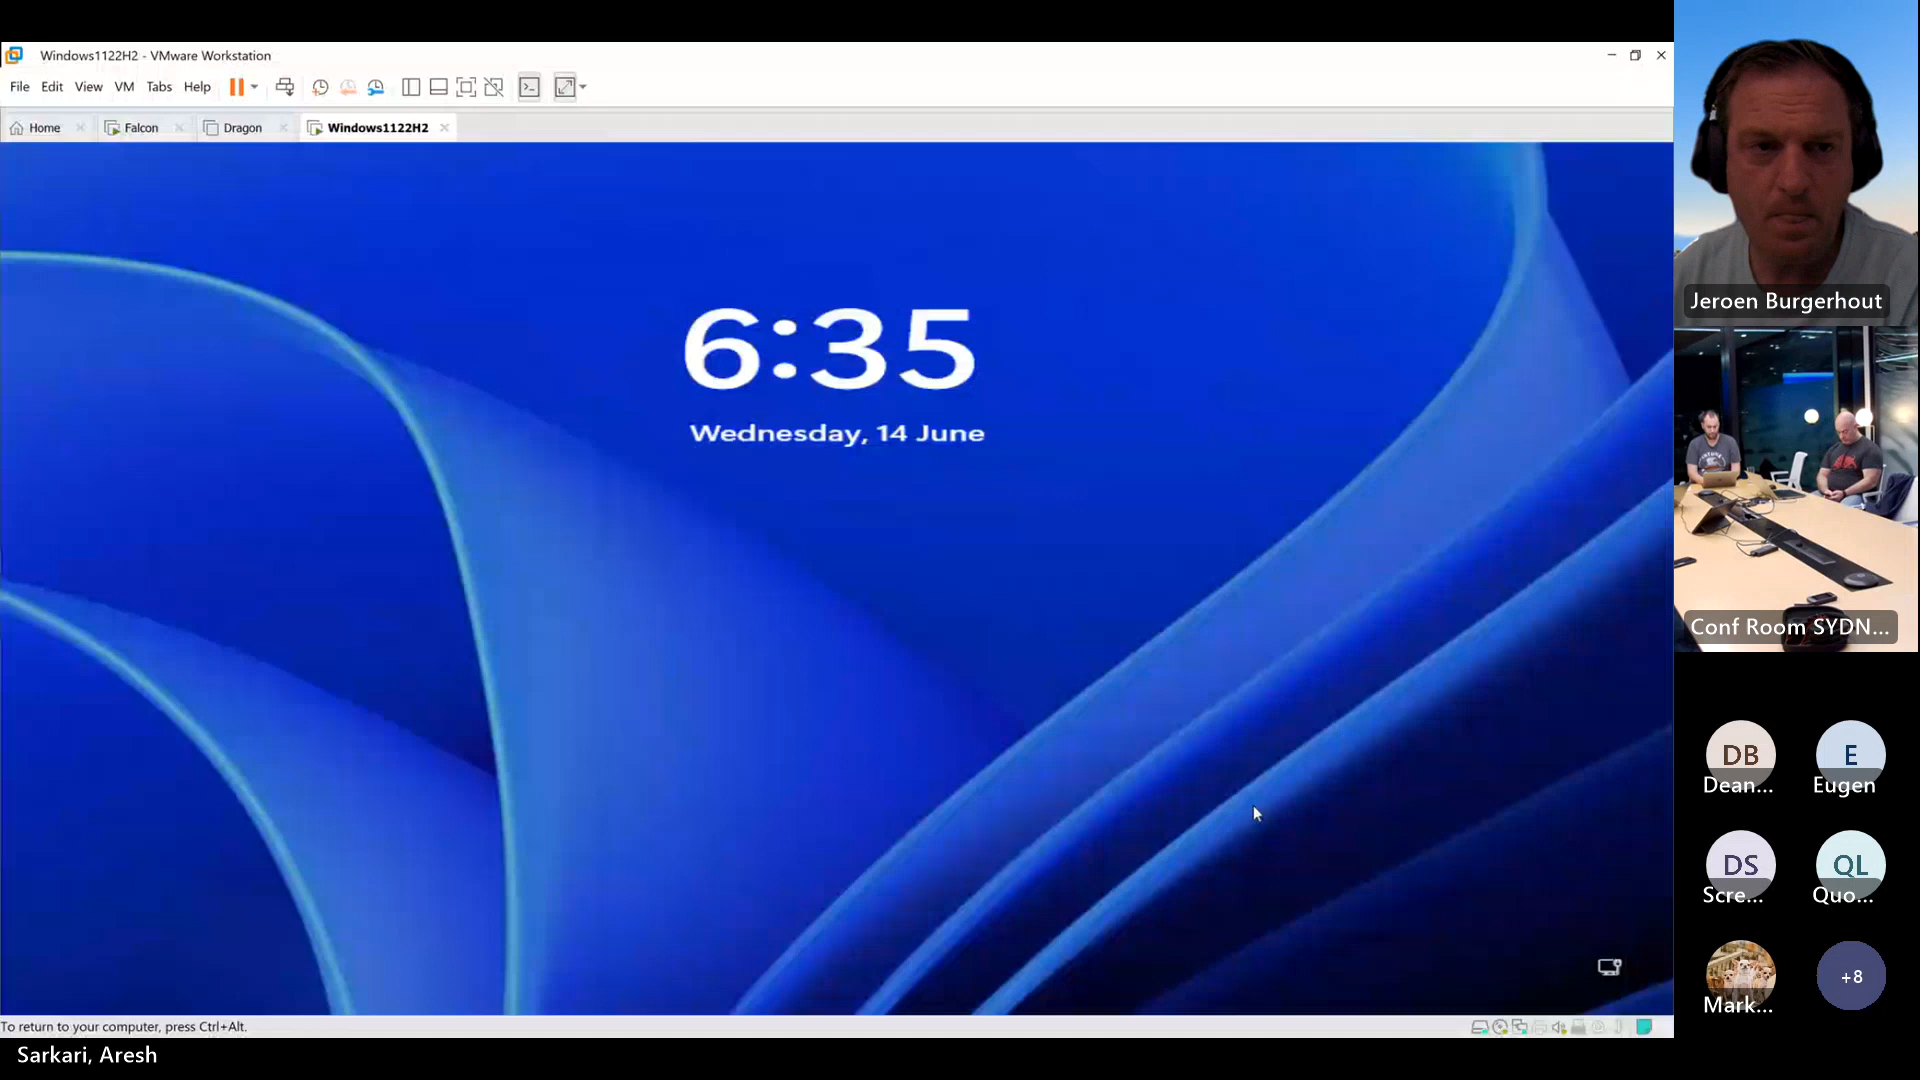 Windows1122H2 - VMware Workstation
File Edit View VM Tabs Help
Home Falcon Dragon Windows1122H2
6:35
Wednesday, 14 June
To return to your computer, press Ctrl+Alt.
Sarkari, Aresh
Jeroen Burgerhout
Conf Room SYDN...
DB E
Dean... Eugen
DS QL
Scre... Quo...
Mark... +8